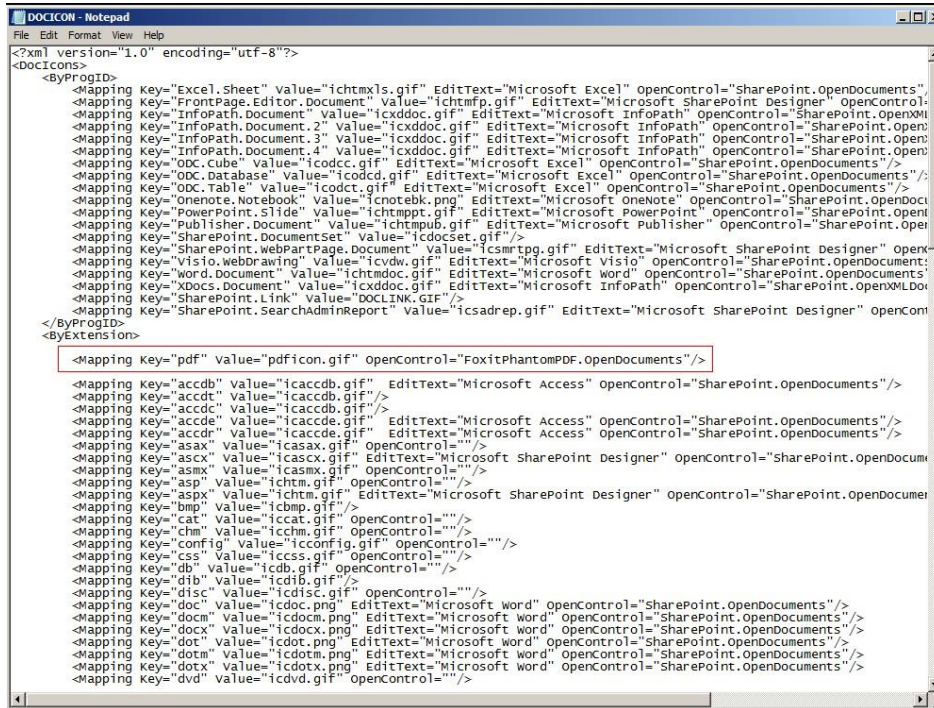 DOCICON - Notepad
File Edit Format View Help
<?xml version="1.0" encoding="utf-8"?>
<DocIcons>
<ByProgID>
<Mapping Key="Excel.Sheet" Value="ichtmxls.gif" EditText="Microsoft Excel" OpenControl="SharePoint.OpenDocuments"
<Mapping Key="FrontPage.Editor.Document" Value="ichtmfp.gif" EditText="Microsoft SharePoint Designer" OpenControl=
<Mapping Key="InfoPath.Document" Value="icxddoc.gif" EditText="Microsoft InfoPath" OpenControl="SharePoint.OpenXML
<Mapping Key="InfoPath.Document.2" Value="icxddoc.gif" EditText="Microsoft InfoPath" OpenControl="SharePoint.Open
<Mapping Key="InfoPath.Document.3" Value="icxddoc.gif" EditText="Microsoft InfoPath" OpenControl="SharePoint.Open
<Mapping Key="InfoPath.Document.4" Value="icxddoc.gif" EditText="Microsoft InfoPath" OpenControl="SharePoint.Open
<Mapping Key="ODC.Cube" Value="icodcc.gif" EditText="Microsoft Excel" OpenControl="SharePoint.OpenDocuments"/>
<Mapping Key="ODC.Database" Value="icodcd.gif" EditText="Microsoft Excel" OpenControl="SharePoint.OpenDocuments"/>
<Mapping Key="ODC.Table" Value="icodct.gif" EditText="Microsoft Excel" OpenControl="SharePoint.OpenDocuments"/>
<Mapping Key="Onenote.Notebook" Value="icnotebk.png" EditText="Microsoft OneNote" OpenControl="SharePoint.OpenDocu
<Mapping Key="PowerPoint.Slide" Value="ichtmppt.gif" EditText="Microsoft PowerPoint" OpenControl="SharePoint.Open
<Mapping Key="Publisher.Document" Value="ichtmpub.gif" EditText="Microsoft Publisher" OpenControl="SharePoint.Open
<Mapping Key="SharePoint.DocumentSet" Value="icdocset.gif"/>
<Mapping Key="SharePoint.WebPartPage.Document" Value="icsmrtpg.gif" EditText="Microsoft SharePoint Designer" Open
<Mapping Key="Visio.WebDrawing" Value="icvdw.gif" EditText="Microsoft Visio" OpenControl="SharePoint.OpenDocuments
<Mapping Key="Word.Document" Value="ichtmdoc.gif" EditText="Microsoft Word" OpenControl="SharePoint.OpenDocuments"
<Mapping Key="XDocs.Document" Value="icxddoc.gif" EditText="Microsoft InfoPath" OpenControl="SharePoint.OpenXMLDoc
<Mapping Key="SharePoint.Link" Value="DOCLINK.GIF"/>
<Mapping Key="SharePoint.SearchAdminReport" Value="icsadrep.gif" EditText="Microsoft SharePoint Designer" OpenCont
</ByProgID>
<ByExtension>
<Mapping Key="pdf" Value="pdficon.gif" OpenControl="FoxitPhantomPDF.OpenDocuments"/>
<Mapping Key="accdb" Value="icaccdb.gif" EditText="Microsoft Access" OpenControl="SharePoint.OpenDocuments"/>
<Mapping Key="accdt" Value="icaccdb.gif"/>
<Mapping Key="accdc" Value="icaccdb.gif"/>
<Mapping Key="accde" Value="icaccde.gif" EditText="Microsoft Access" OpenControl="SharePoint.OpenDocuments"/>
<Mapping Key="accdr" Value="icaccde.gif" EditText="Microsoft Access" OpenControl="SharePoint.OpenDocuments"/>
<Mapping Key="asax" Value="icasax.gif" OpenControl=""/>
<Mapping Key="ascx" Value="icascx.gif" EditText="Microsoft SharePoint Designer" OpenControl="SharePoint.OpenDocume
<Mapping Key="asmx" Value="icasmx.gif" OpenControl=""/>
<Mapping Key="asp" Value="ichtm.gif" OpenControl=""/>
<Mapping Key="aspx" Value="ichtm.gif" EditText="Microsoft SharePoint Designer" OpenControl="SharePoint.OpenDocumen
<Mapping Key="bmp" Value="icbmp.gif"/>
<Mapping Key="cat" Value="iccat.gif" OpenControl=""/>
<Mapping Key="chm" Value="icchm.gif" OpenControl=""/>
<Mapping Key="config" Value="icconfig.gif" OpenControl=""/>
<Mapping Key="css" Value="iccss.gif" OpenControl=""/>
<Mapping Key="db" Value="icdb.gif" OpenControl=""/>
<Mapping Key="dib" Value="icdib.gif"/>
<Mapping Key="disc" Value="icdisc.gif" OpenControl=""/>
<Mapping Key="doc" Value="icdoc.png" EditText="Microsoft Word" OpenControl="SharePoint.OpenDocuments"/>
<Mapping Key="docm" Value="icdocm.png" EditText="Microsoft Word" OpenControl="SharePoint.OpenDocuments"/>
<Mapping Key="docx" Value="icdocx.png" EditText="Microsoft Word" OpenControl="SharePoint.OpenDocuments"/>
<Mapping Key="dot" Value="icdot.png" EditText="Microsoft Word" OpenControl="SharePoint.OpenDocuments"/>
<Mapping Key="dotm" Value="icdotm.png" EditText="Microsoft Word" OpenControl="SharePoint.OpenDocuments"/>
<Mapping Key="dotx" Value="icdotx.png" EditText="Microsoft Word" OpenControl="SharePoint.OpenDocuments"/>
<Mapping Key="dvd" Value="icdvd.gif" OpenControl=""/>